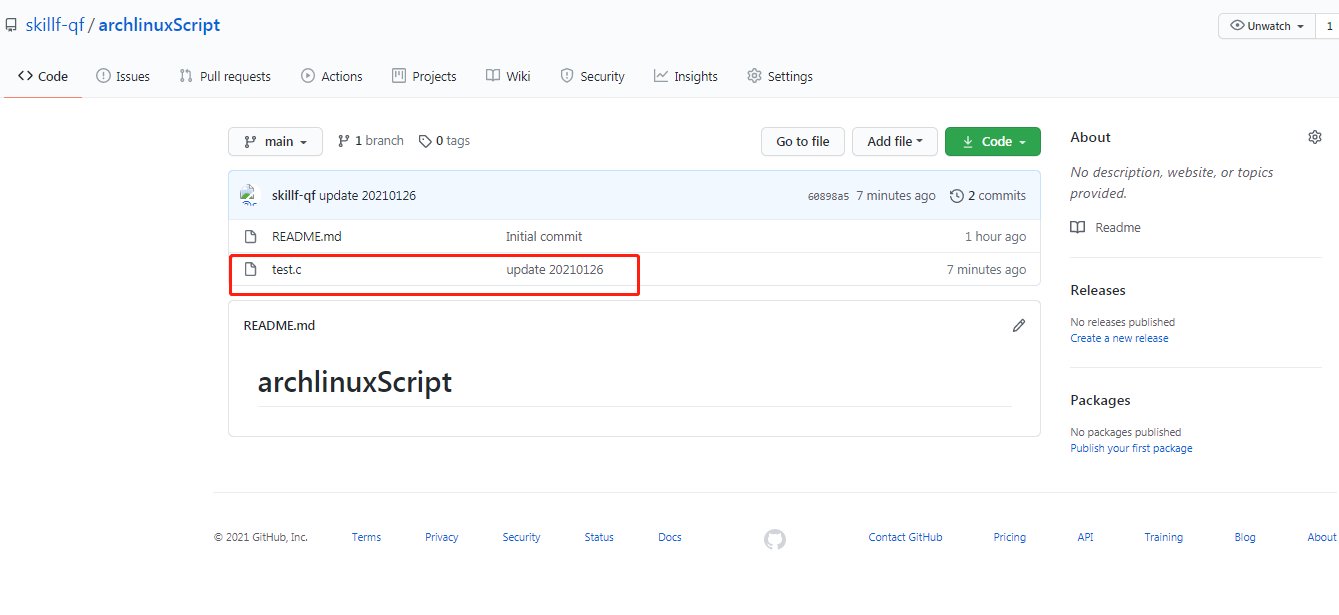 skillf-qf / archlinuxScript
Unwatch 1
Code Issues Pull requests Actions Projects Wiki Security Insights Settings
main 1 branch 0 tags Go to file Add file Code
skillf-qf update 20210126 60898a5 7 minutes ago 2 commits
README.md Initial commit 1 hour ago
test.c update 20210126 7 minutes ago
README.md
archlinuxScript
About
No description, website, or topics
provided.
Readme
Releases
No releases published
Create a new release
Packages
No packages published
Publish your first package
© 2021 GitHub, Inc. Terms Privacy Security Status Docs Contact GitHub Pricing API Training Blog About